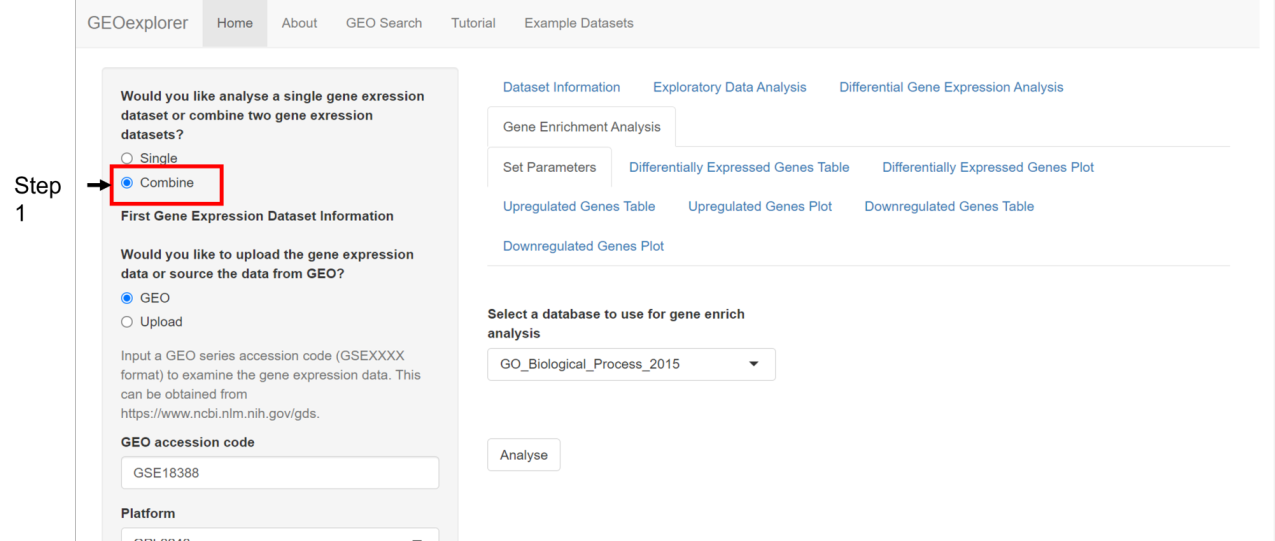 GEOexplorer Home About GEO Search Tutorial Example Datasets
Would you like analyse a single gene exression
dataset or combine two gene exression
datasets?
Single
Step
1
Combine
First Gene Expression Dataset Information
Would you like to upload the gene expression
data or source the data from GEO?
GEO
Upload
Input a GEO series accession code (GSEXXXX
format) to examine the gene expression data. This
can be obtained from
https://www.ncbi.nlm.nih.gov/gds.
GEO accession code
GSE18388
Platform
Dataset Information Exploratory Data Analysis Differential Gene Expression Analysis
Gene Enrichment Analysis
Set Parameters Differentially Expressed Genes Table Differentially Expressed Genes Plot
Upregulated Genes Table Upregulated Genes Plot Downregulated Genes Table
Downregulated Genes Plot
Select a database to use for gene enrich
analysis
GO_Biological_Process_2015
Analyse